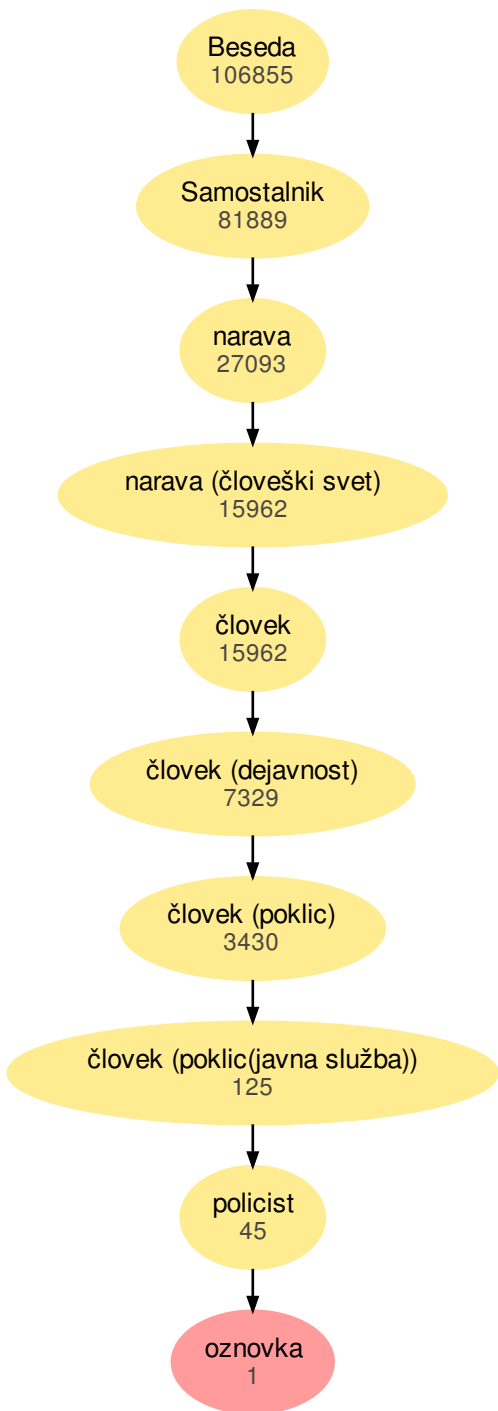 Beseda
106855
Samostalnik
81889
narava
27093
narava (človeški svet)
15962
človek
15962
človek (dejavnost)
7329
človek (poklic)
3430
človek (poklic(javna služba))
125
policist
45
oznovka
1